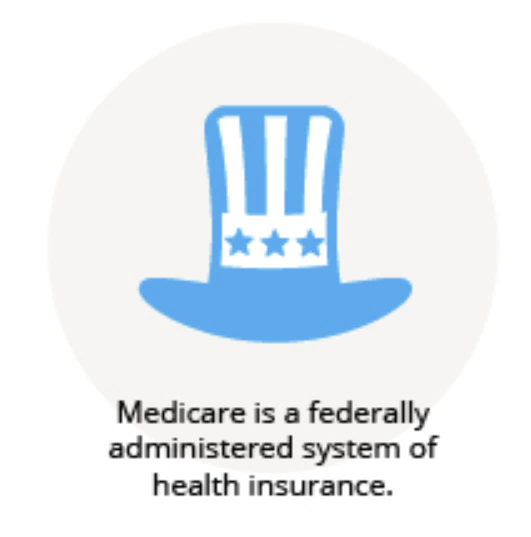 Medicare is a federally
administered system of
health insurance.